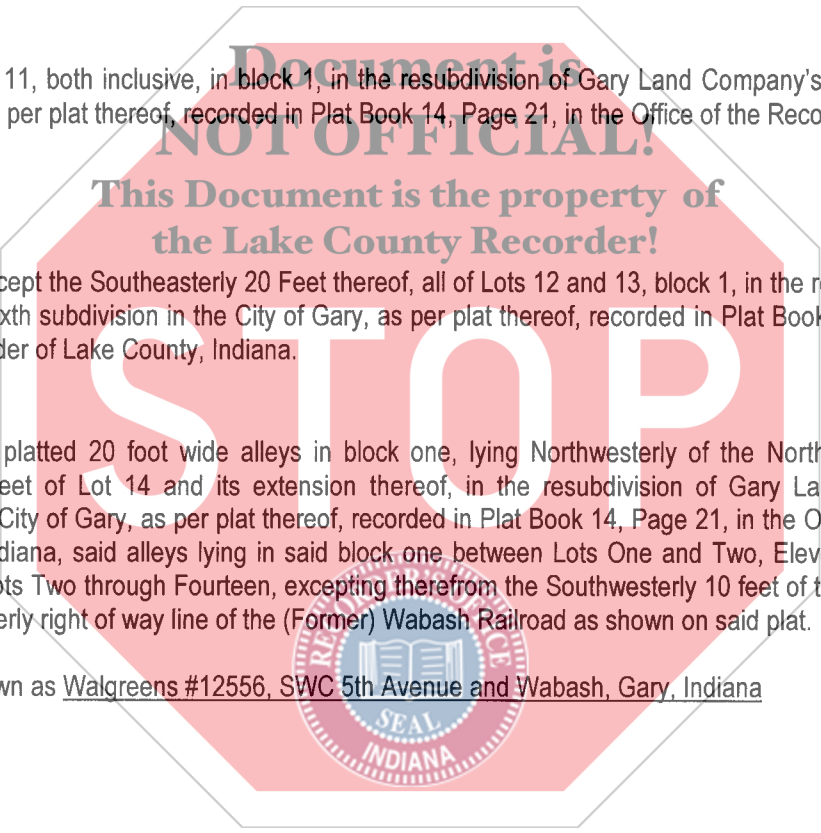 Document is
11, both inclusive, in block 1, in the resubdivision of Gary Land Company's
per plat thereof, recorded in Plat Book 14, Page 21, in the Office of the Reco
NOT OFFICIAL!
This Document is the property of
the Lake County Recorder!
cept the Southeasterly 20 Feet thereof, all of Lots 12 and 13, block 1, in the r
xth subdivision in the City of Gary, as per plat thereof, recorded in Plat Book
der of Lake County, Indiana.
STOP
platted 20 foot wide alleys in block one, lying Northwesterly of the North
eet of Lot 14 and its extension thereof, in the resubdivision of Gary La
City of Gary, as per plat thereof, recorded in Plat Book 14, Page 21, in the O
diana, said alleys lying in said block one between Lots One and Two, Elev
ts Two through Fourteen, excepting therefrom the Southwesterly 10 feet of t
erly right of way line of the (Former) Wabash Railroad as shown on said plat.
wn as Walgreens #12556, SWC 5th Avenue and Wabash, Gary, Indiana
RECORDER'S OFFICE
SEAL
INDIANA